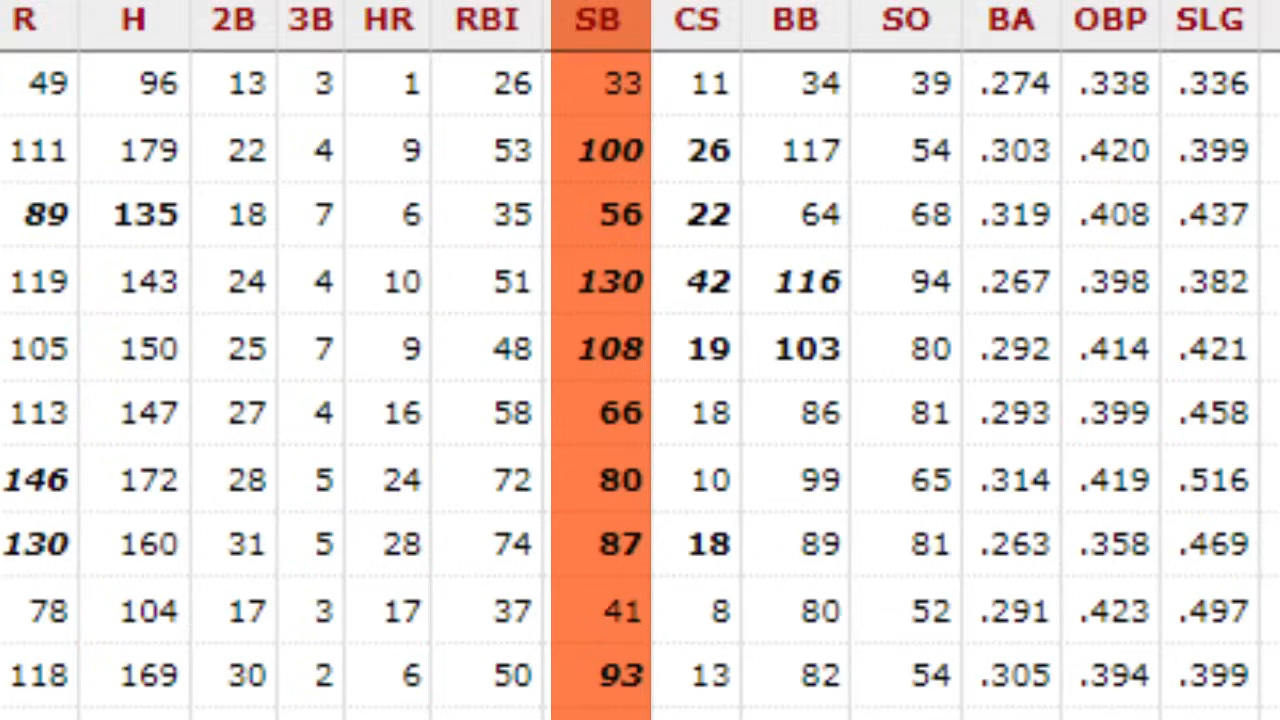 R H 2B 3B HR RBI SB CS BB SO BA OBP SLG
49 96 13 3 1 26 33 11 34 39 .274 .338 .336
111 179 22 4 9 53 100 26 117 54 .303 .420 .399
89 135 18 7 6 35 56 22 64 68 .319 .408 .437
119 143 24 4 10 51 130 42 116 94 .267 .398 .382
105 150 25 7 9 48 108 19 103 80 .292 .414 .421
113 147 27 4 16 58 66 18 86 81 .293 .399 .458
146 172 28 5 24 72 80 10 99 65 .314 .419 .516
130 160 31 5 28 74 87 18 89 81 .263 .358 .469
78 104 17 3 17 37 41 8 80 52 .291 .423 .497
118 169 30 2 6 50 93 13 82 54 .305 .394 .399